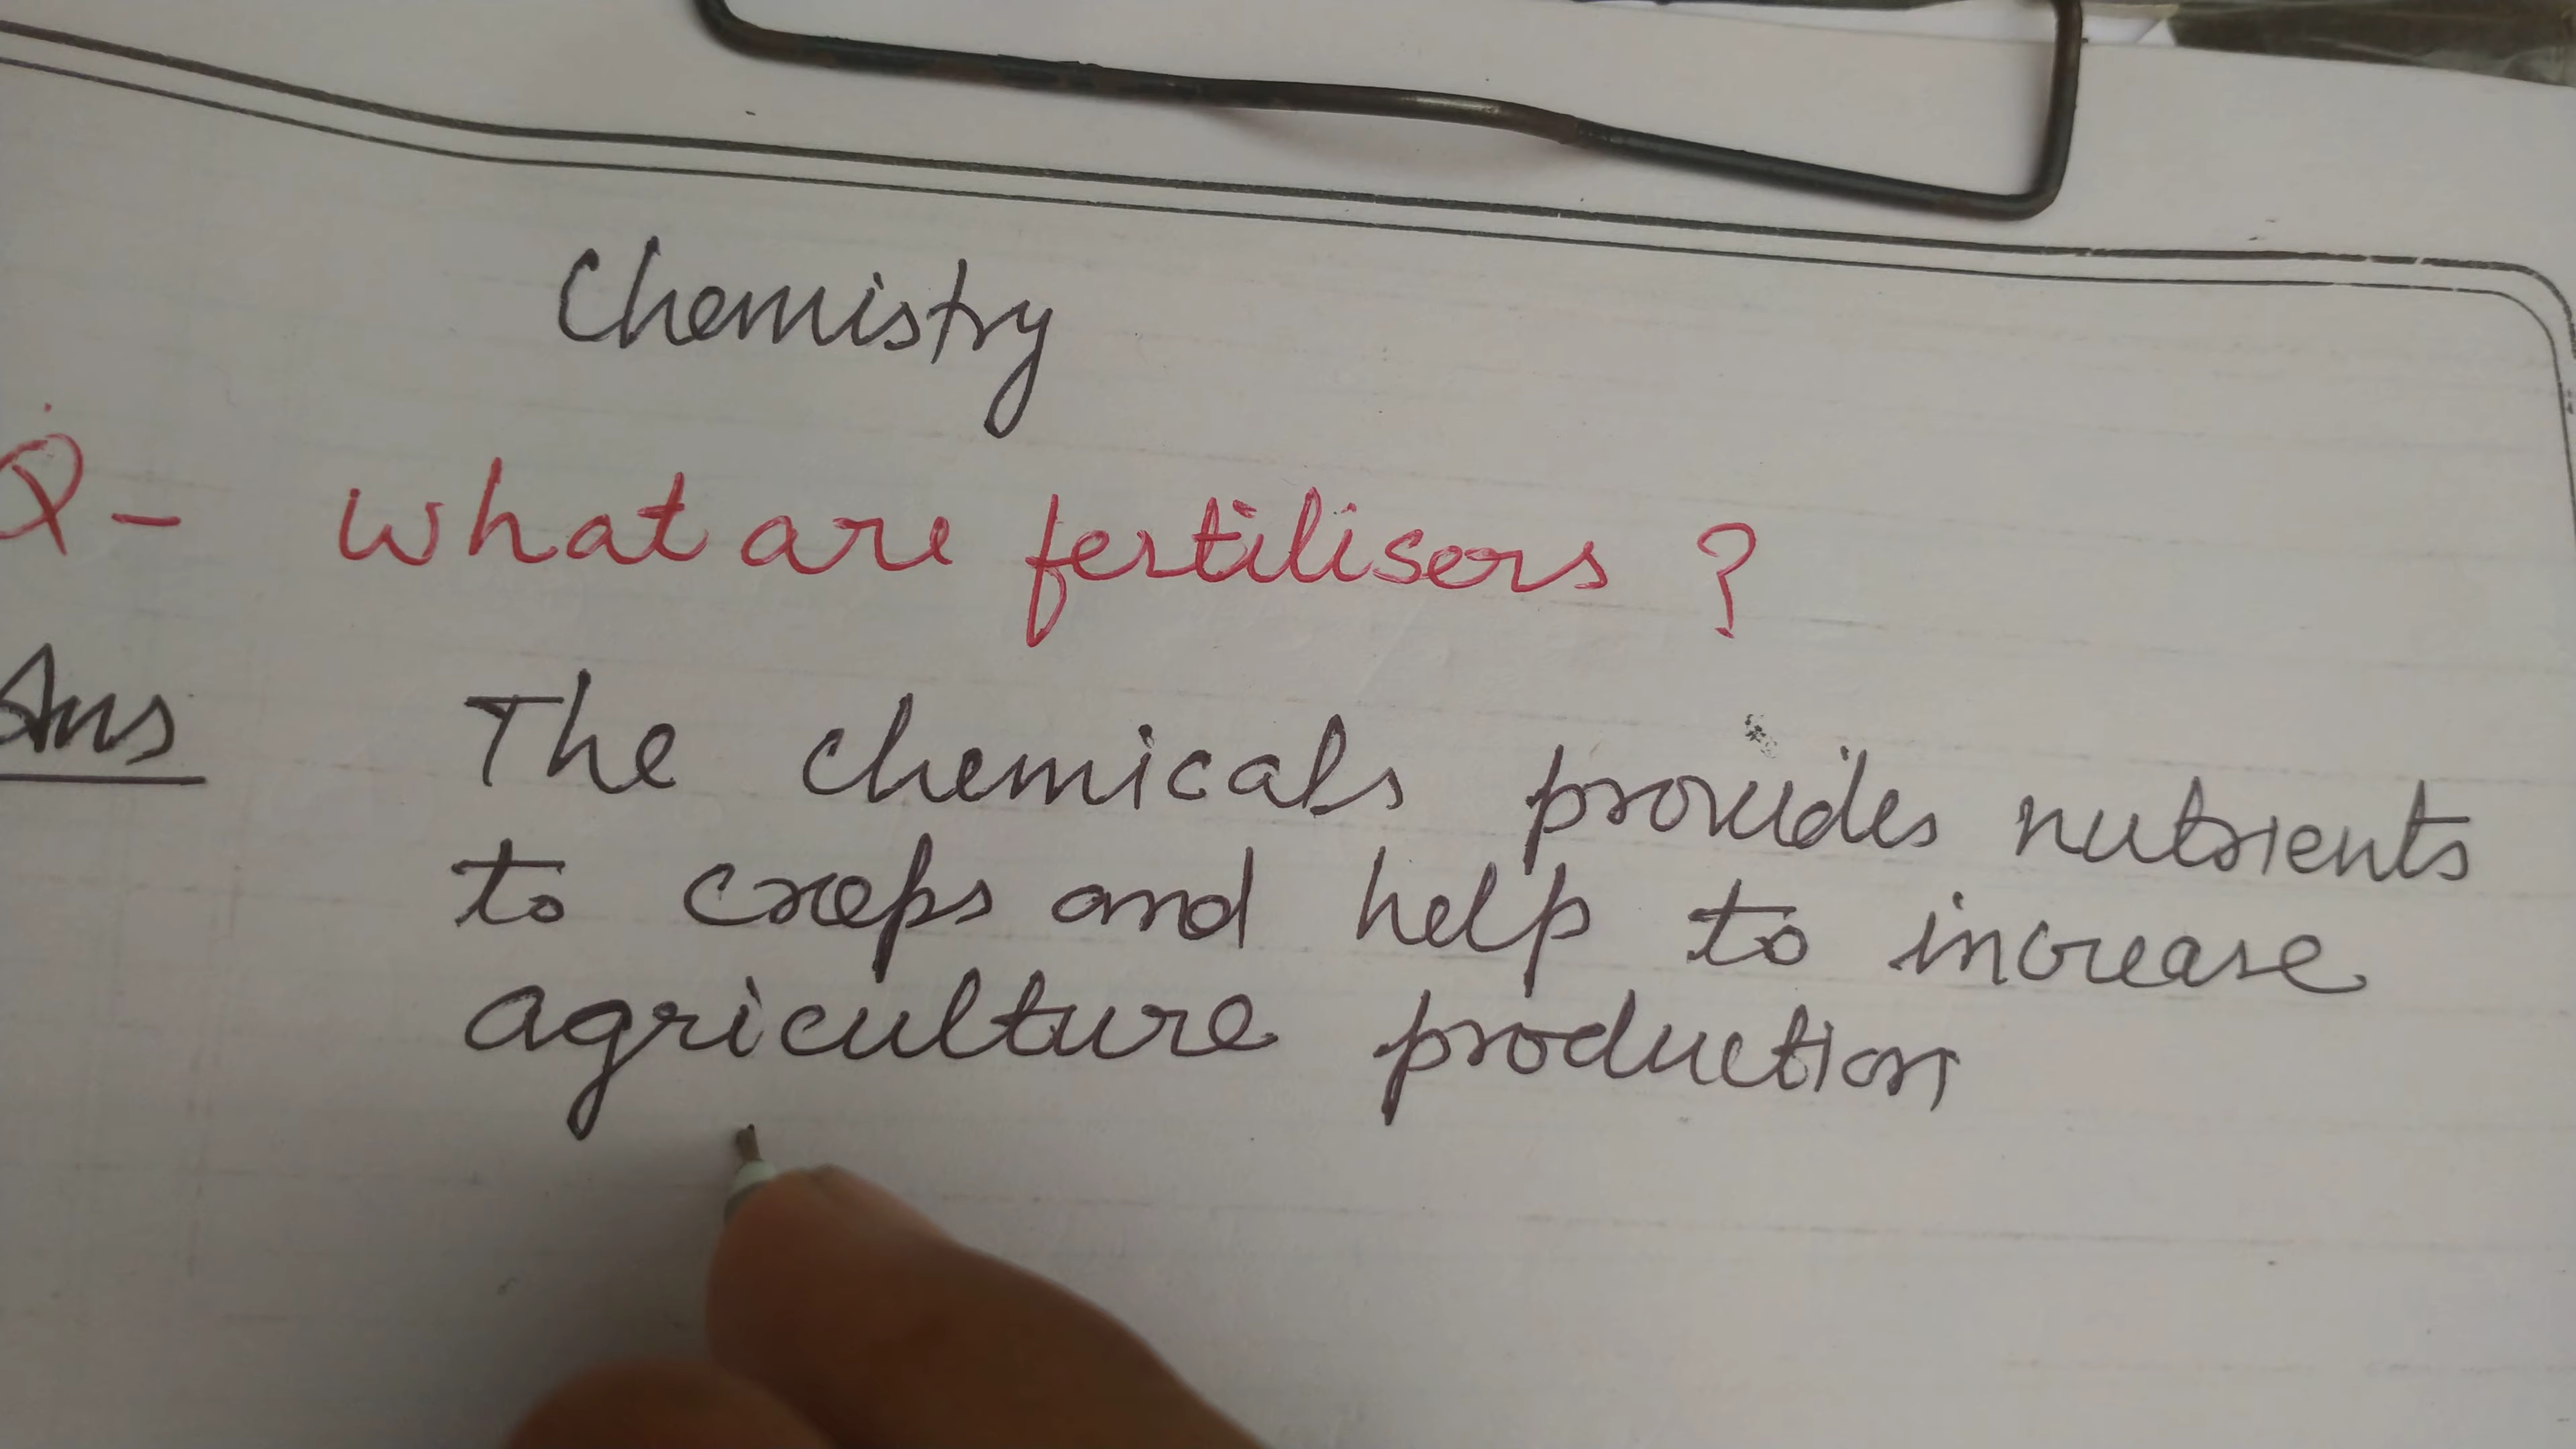 Chemistry
Q- What are fertilisers ?
Ans The chemicals provides nutrients
to crops and help to increase
agriculture production